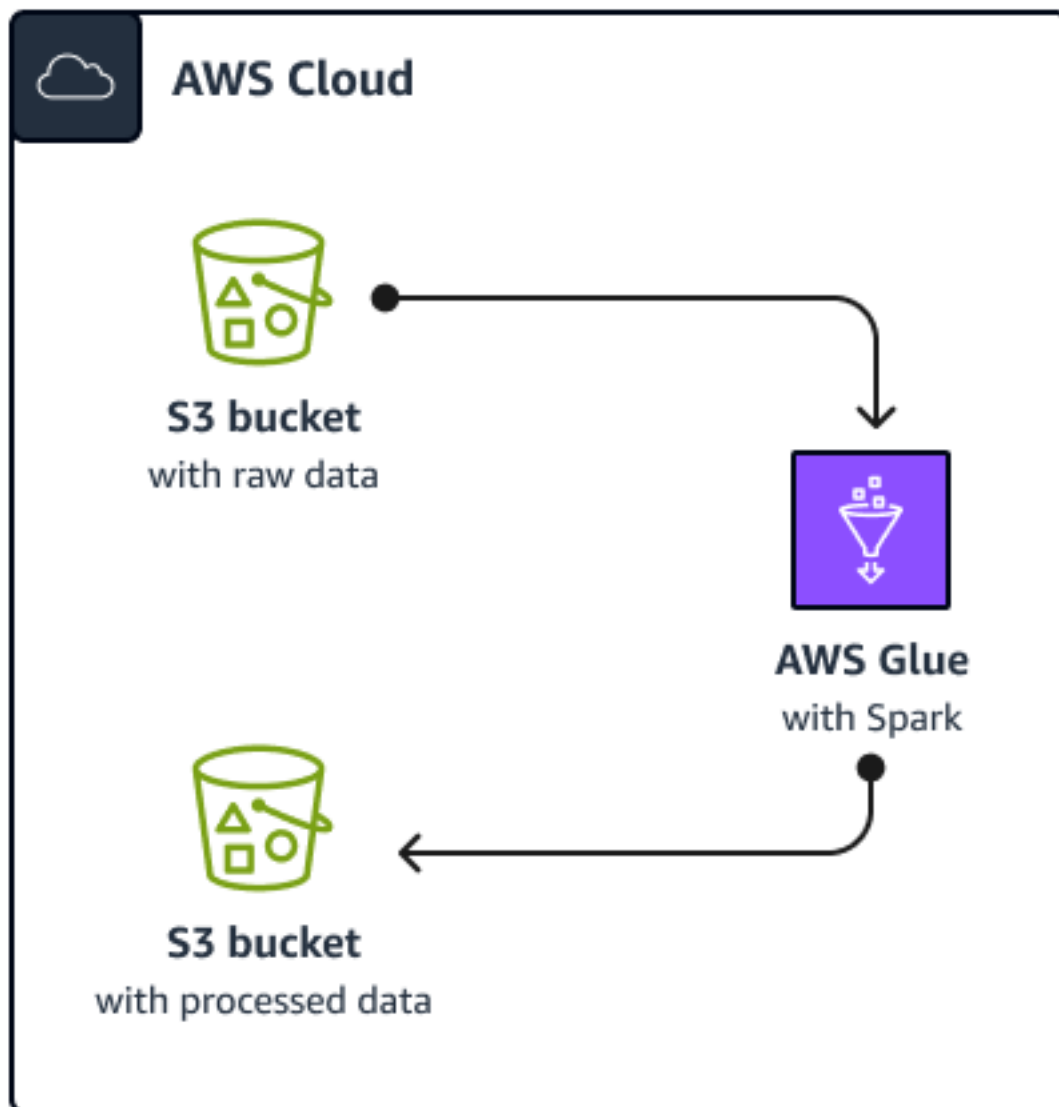 AWS Cloud
S3 bucket
with raw data
AWS Glue
with Spark
S3 bucket
with processed data